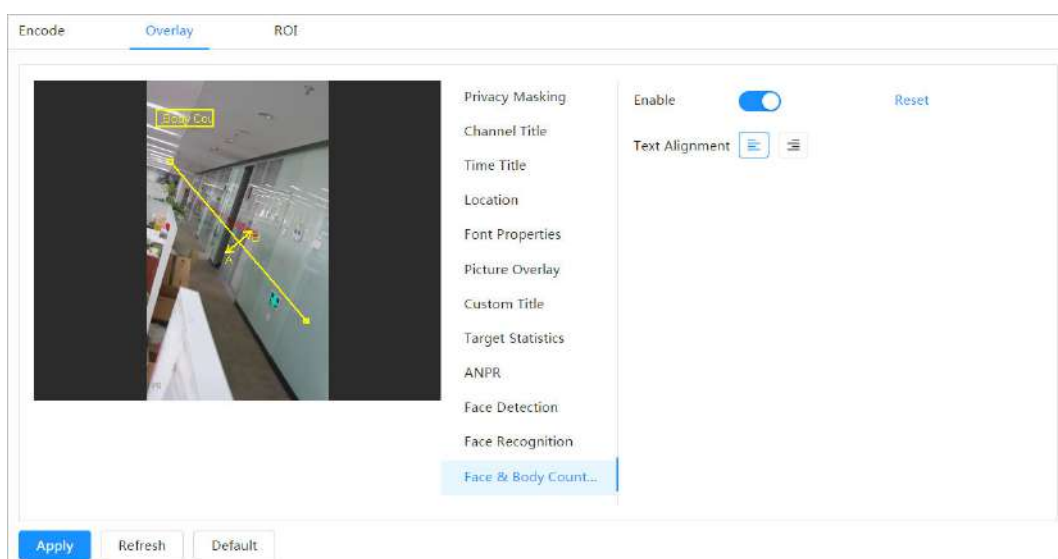 Encode Overlay ROI
Body Cou
A
B
Privacy Masking
Channel Title
Time Title
Location
Font Properties
Picture Overlay
Custom Title
Target Statistics
ANPR
Face Detection
Face Recognition
Face & Body Count...
Enable Reset
Text Alignment
Apply Refresh Default